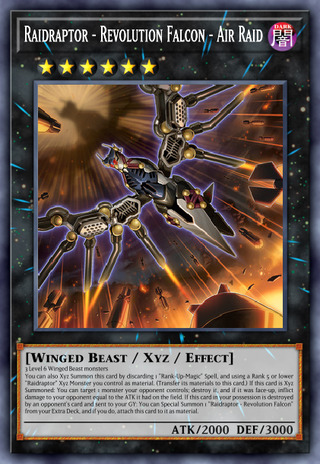 Raidraptor - Revolution Falcon - Air Raid
DARK
闇
[Winged Beast / Xyz / Effect]
3 Level 6 Winged Beast monsters
You can also Xyz Summon this card by discarding 1 "Rank-Up-Magic" Spell, and using a Rank 5 or lower
"Raidraptor" Xyz Monster you control as material. (Transfer its materials to this card.) If this card is Xyz
Summoned: You can target 1 monster your opponent controls; destroy it, and if it was face-up, inflict
damage to your opponent equal to the ATK it had on the field. If this card in your possession is destroyed
by an opponent's card and sent to your GY: You can Special Summon 1 "Raidraptor - Revolution Falcon"
from your Extra Deck, and if you do, attach this card to it as material.
ATK/2000 DEF/3000